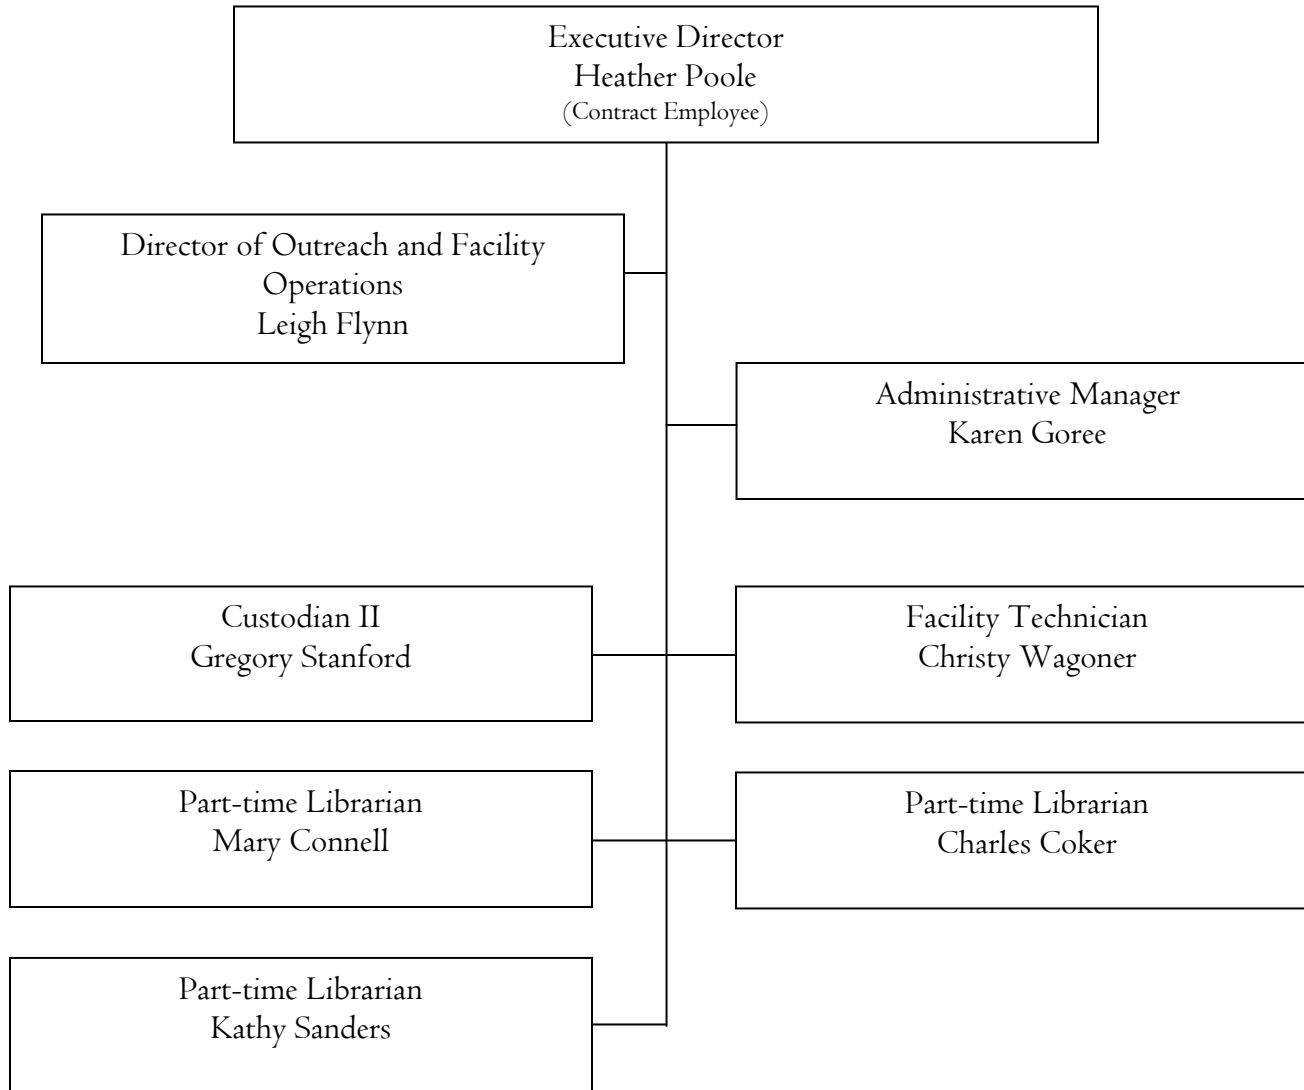 Executive Director
Heather Poole
(Contract Employee)
Director of Outreach and Facility
Operations
Leigh Flynn
Administrative Manager
Karen Goree
Custodian II
Gregory Stanford
Facility Technician
Christy Wagoner
Part-time Librarian
Mary Connell
Part-time Librarian
Charles Coker
Part-time Librarian
Kathy Sanders